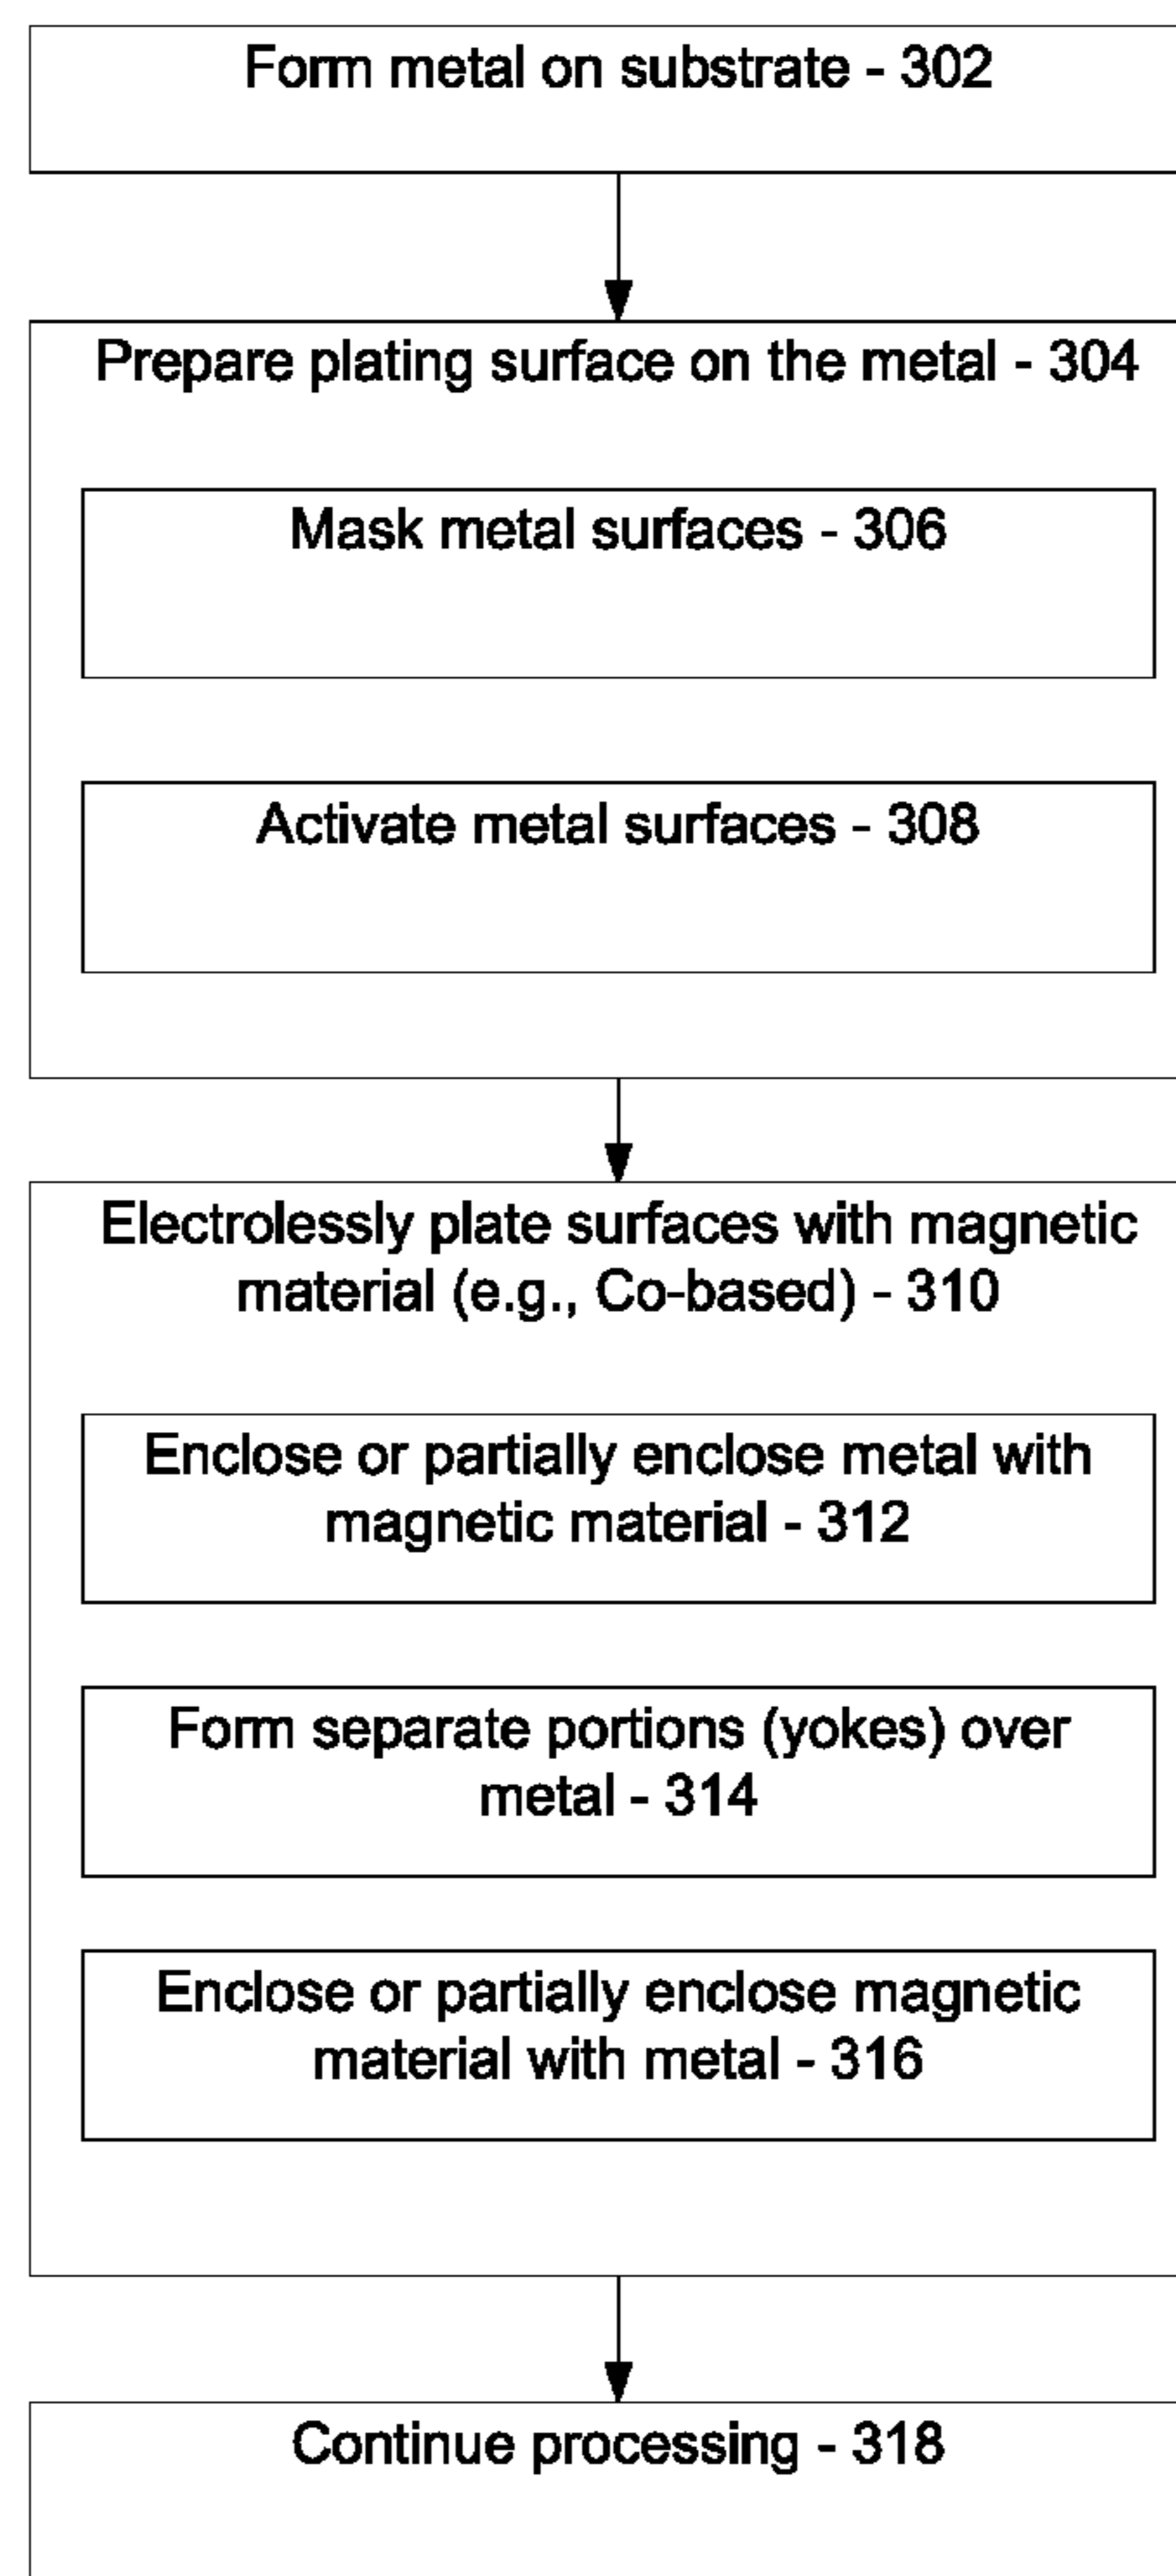 Form metal on substrate - 302
Prepare plating surface on the metal - 304
Mask metal surfaces - 306
Activate metal surfaces - 308
Electrolessly plate surfaces with magnetic
material (e.g., Co-based) - 310
Enclose or partially enclose metal with
magnetic material - 312
Form separate portions (yokes) over
metal - 314
Enclose or partially enclose magnetic
material with metal - 316
Continue processing - 318